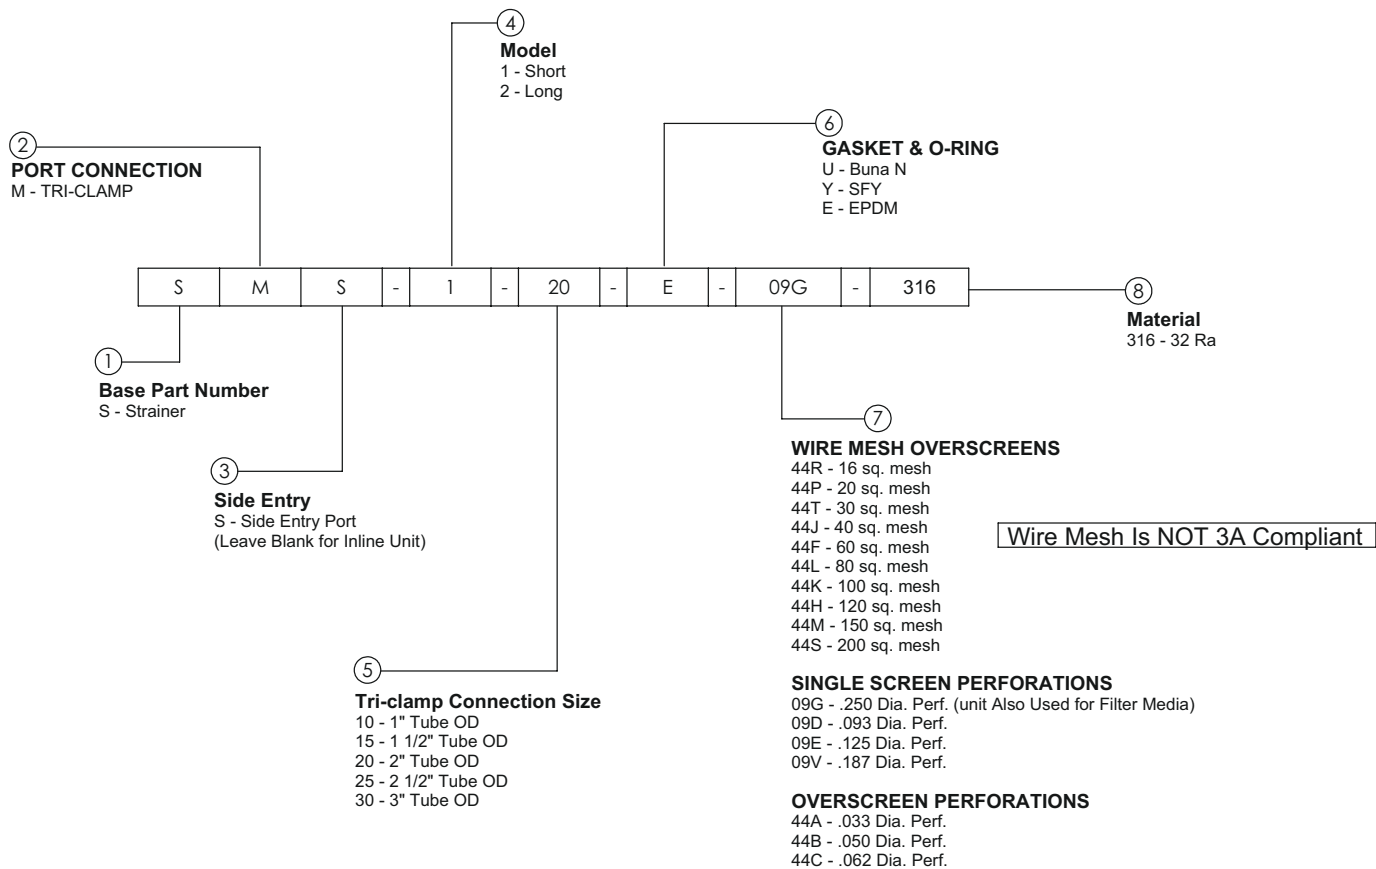 4
Model
1 - Short
2 - Long
2
PORT CONNECTION
M - TRI-CLAMP
6
GASKET & O-RING
U - Buna N
Y - SFY
E - EPDM
S M S - 1 - 20 - E - 09G - 316
8
Material
316 - 32 Ra
1
Base Part Number
S - Strainer
3
Side Entry
S - Side Entry Port
(Leave Blank for Inline Unit)
5
Tri-clamp Connection Size
10 - 1" Tube OD
15 - 1 1/2" Tube OD
20 - 2" Tube OD
25 - 2 1/2" Tube OD
30 - 3" Tube OD
7
WIRE MESH OVERSCREENS
44R - 16 sq. mesh
44P - 20 sq. mesh
44T - 30 sq. mesh
44J - 40 sq. mesh
44F - 60 sq. mesh
44L - 80 sq. mesh
44K - 100 sq. mesh
44H - 120 sq. mesh
44M - 150 sq. mesh
44S - 200 sq. mesh
Wire Mesh Is NOT 3A Compliant
SINGLE SCREEN PERFORATIONS
09G - .250 Dia. Perf. (unit Also Used for Filter Media)
09D - .093 Dia. Perf.
09E - .125 Dia. Perf.
09V - .187 Dia. Perf.
OVERSCREEN PERFORATIONS
44A - .033 Dia. Perf.
44B - .050 Dia. Perf.
44C - .062 Dia. Perf.